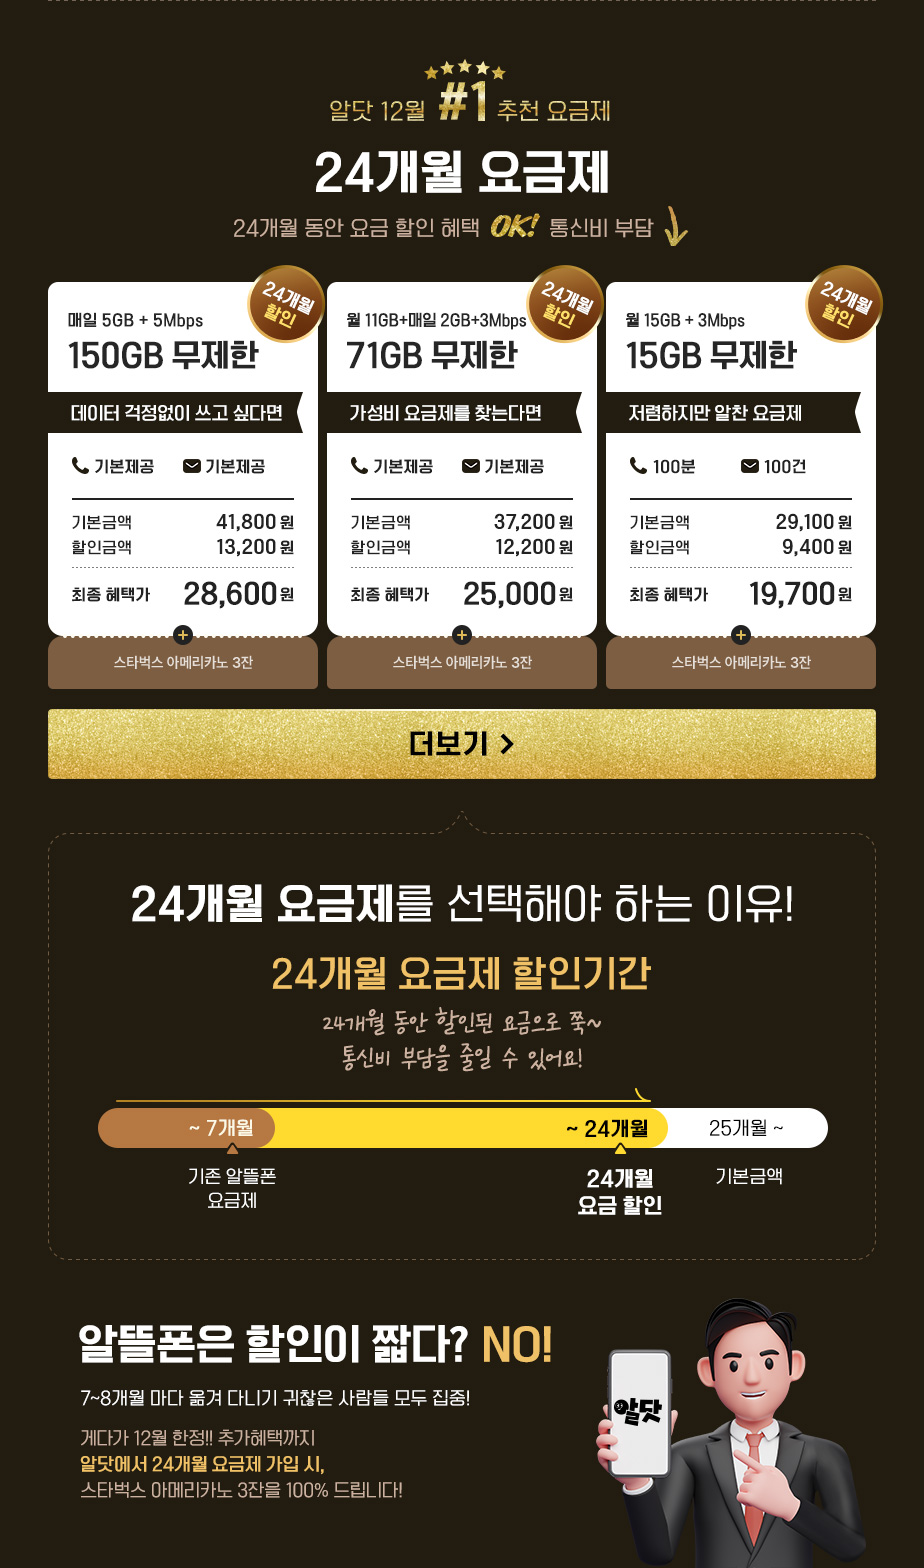 알닷 12월 #1 추천 요금제
24개월 요금제
24개월 동안 요금 할인 혜택 OK! 통신비 부담
24개월
할인
매일 5GB + 5Mbps
150GB 무제한
데이터 걱정없이 쓰고 싶다면
기본제공 기본제공
기본금액 41,800 원
할인금액 13,200 원
최종 혜택가 28,600 원
+
스타벅스 아메리카노 3잔
24개월
할인
월 11GB+매일 2GB+3Mbps
71GB 무제한
가성비 요금제를 찾는다면
기본제공 기본제공
기본금액 37,200 원
할인금액 12,200 원
최종 혜택가 25,000 원
+
스타벅스 아메리카노 3잔
24개월
할인
월 15GB + 3Mbps
15GB 무제한
저렴하지만 알찬 요금제
100분 100건
기본금액 29,100 원
할인금액 9,400 원
최종 혜택가 19,700 원
+
스타벅스 아메리카노 3잔
더보기 >
24개월 요금제를 선택해야 하는 이유!
24개월 요금제 할인기간
24개월 동안 할인된 요금으로 쭉~
통신비 부담을 줄일 수 있어요!
~ 7개월 ~ 24개월 25개월 ~
기존 알뜰폰
요금제
24개월
요금 할인
기본금액
알뜰폰은 할인이 짧다? NO!
7~8개월 마다 옮겨 다니기 귀찮은 사람들 모두 집중!
게다가 12월 한정!! 추가혜택까지
알닷에서 24개월 요금제 가입 시,
스타벅스 아메리카노 3잔을 100% 드립니다!
알닷